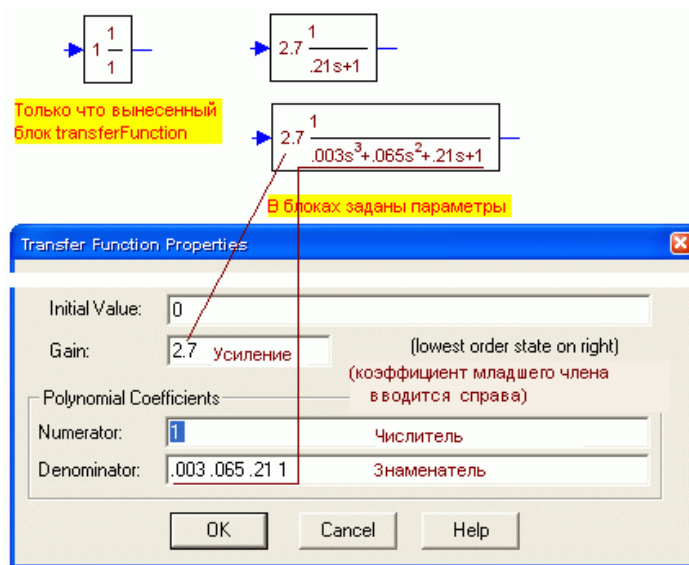 1 1/1
2.7 1/.21s+1
Только что вынесенный
блок transferFunction
2.7 1/.003s³+.065s²+.21s+1
В блоках заданы параметры
Transfer Function Properties
Initial Value: 0
Gain: 2.7 Усиление (lowest order state on right)
(коэффициент младшего члена
вводится справа)
Polynomial Coefficients
Numerator: 1 Числитель
Denominator: .003 .065 .21 1 Знаменатель
OK Cancel Help